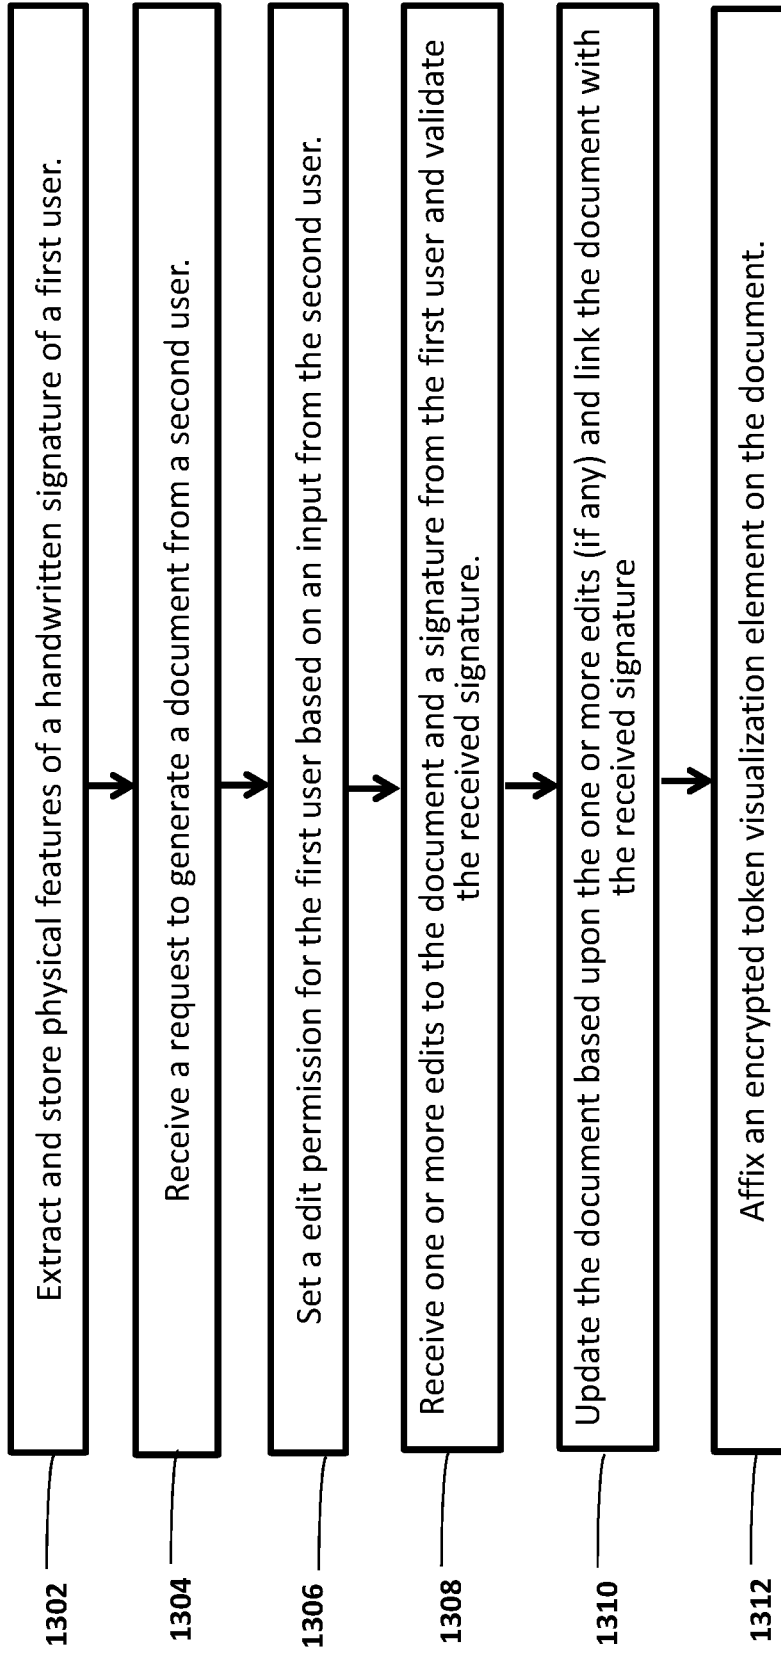 1302
Extract and store physical features of a handwritten signature of a first user.
1304
Receive a request to generate a document from a second user.
1306
Set a edit permission for the first user based on an input from the second user.
1308
Receive one or more edits to the document and a signature from the first user and validate
the received signature.
1310
Update the document based upon the one or more edits (if any) and link the document with
the received signature
1312
Affix an encrypted token visualization element on the document.